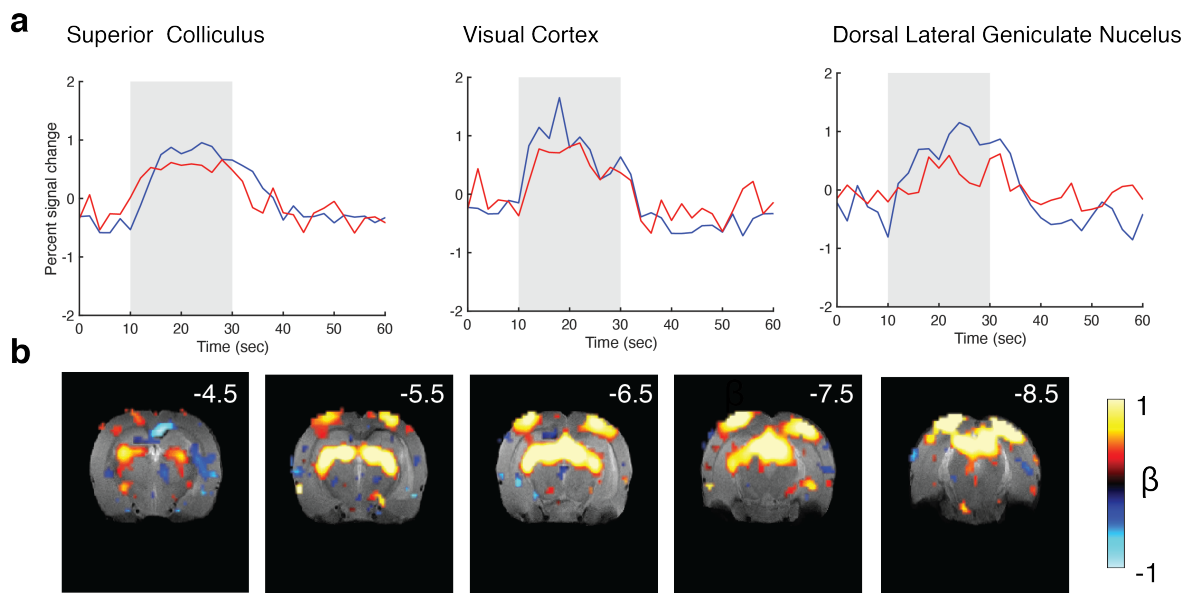 a
Superior Colliculus
Visual Cortex
Dorsal Lateral Geniculate Nucelus
Percent signal change
2
1
0
-1
-2
0 10 20 30 40 50 60
Time (sec)
2
1
0
-1
-2
0 10 20 30 40 50 60
Time (sec)
2
1
0
-1
-2
0 10 20 30 40 50 60
Time (sec)
b
-4.5
-5.5
-6.5
β
-7.5
-8.5
1
β
-1